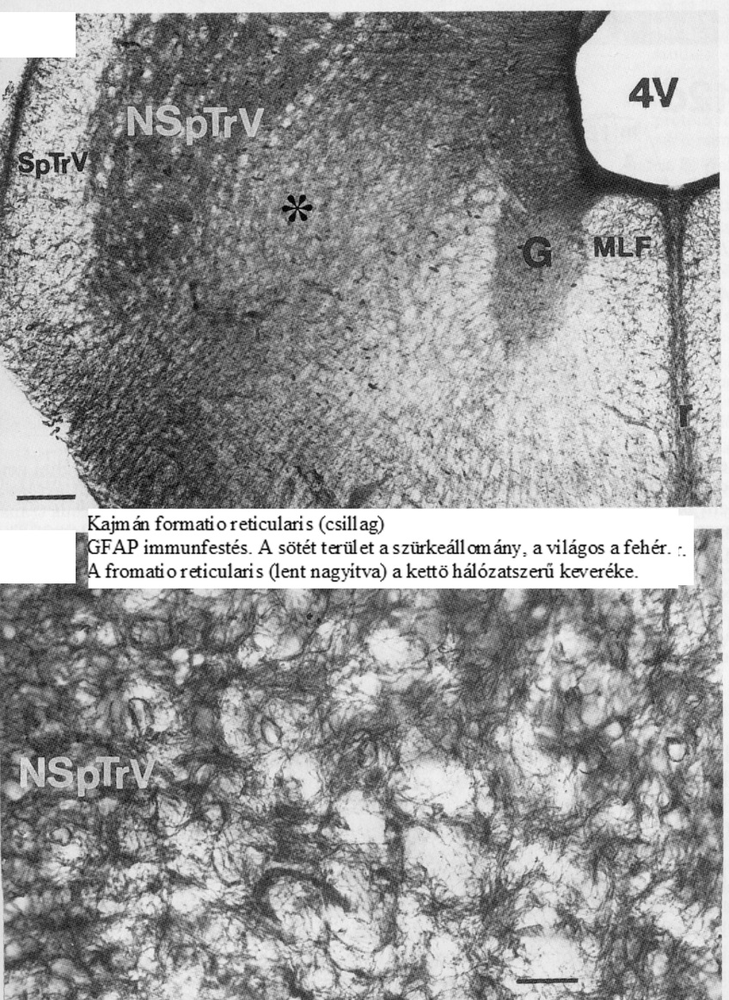 4V
NSpTrV
SpTrV
*
G
MLF
r
Kajmán formatio reticularis (csillag)
GFAP immunfestés. A sötét terület a szürkeállomány, a világos a fehér.
A fromatio reticularis (lent nagyítva) a kettö hálózatszerű keveréke.
NSpTrV